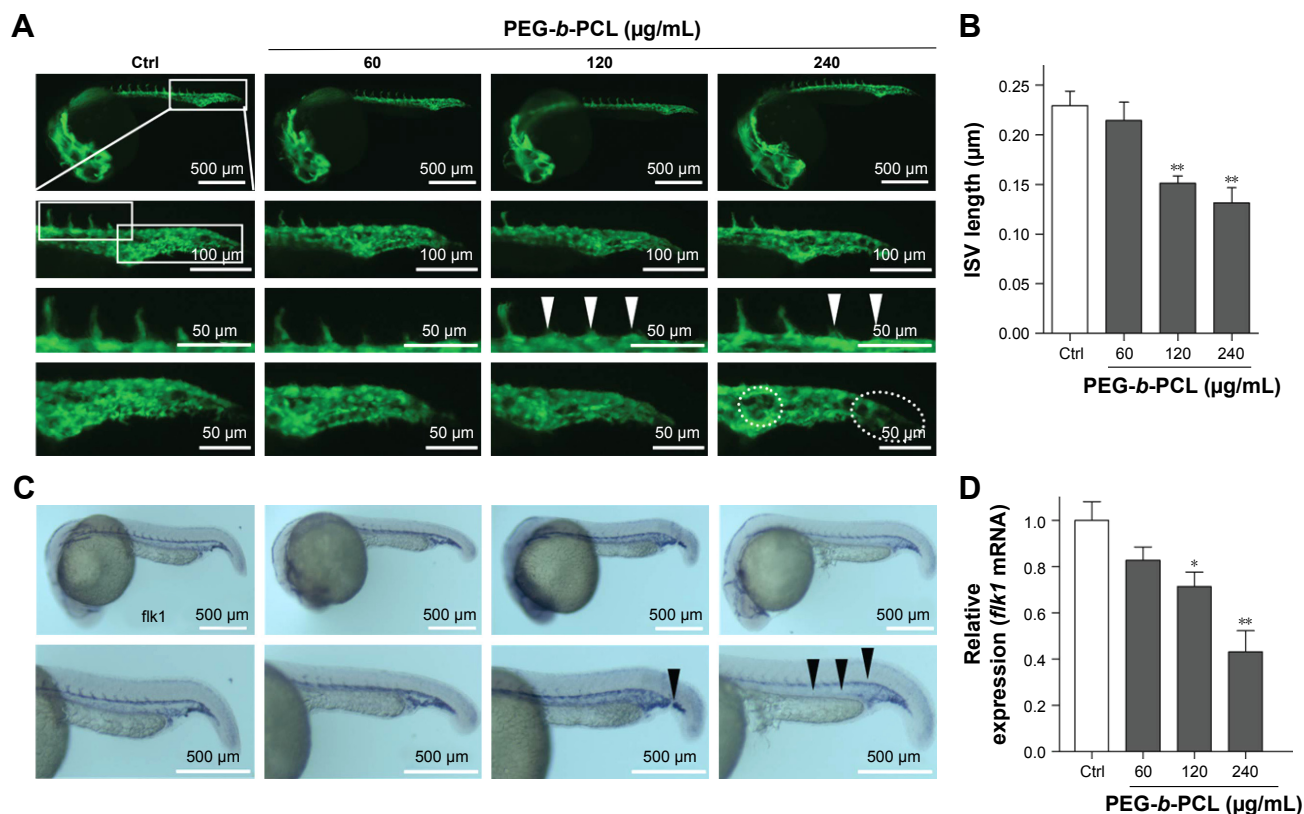 A
PEG-b-PCL (µg/mL)
Ctrl 60 120 240
500 µm 500 µm 500 µm 500 µm
100 µm 100 µm 100 µm 100 µm
50 µm 50 µm 50 µm 50 µm
50 µm 50 µm 50 µm 50 µm
B
ISV length (µm)
0.25
0.20
0.15
0.10
0.05
0.00
** **
Ctrl 60 120 240
PEG-b-PCL (µg/mL)
C
flk1
500 µm 500 µm 500 µm 500 µm
500 µm 500 µm 500 µm 500 µm
D
Relative
expression (flk1 mRNA)
1.0
0.8
0.6
0.4
0.2
0.0
* **
Ctrl 60 120 240
PEG-b-PCL (µg/mL)